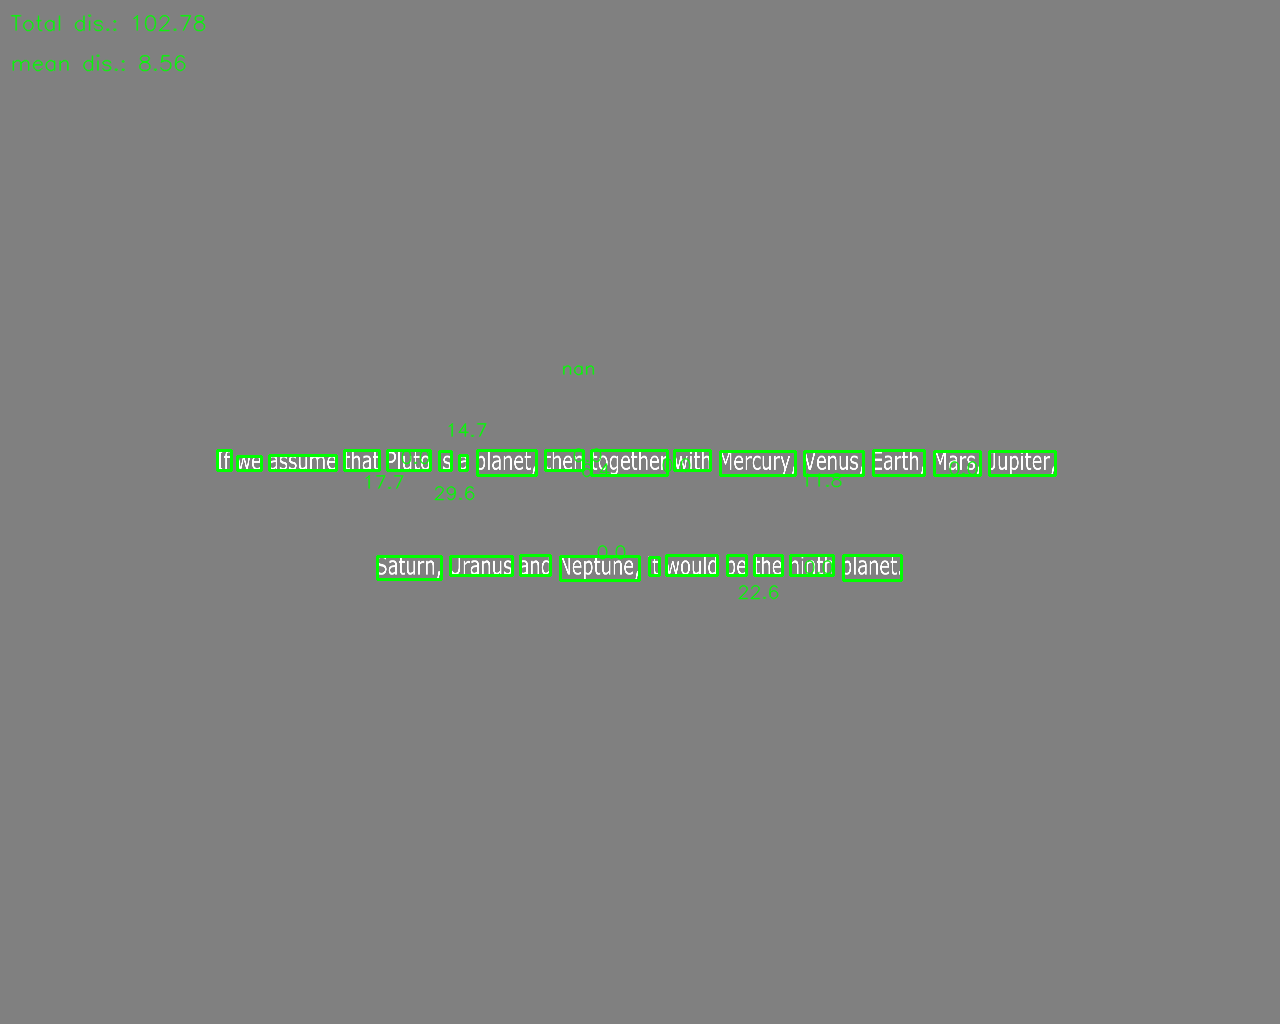 Total dis.: 102.78
mean dis.: 8.56
nan
14.7
If we assume that Pluto is a planet, then together with Mercury, Venus, Earth, Mars, Jupiter,
17.7 29.6 11.8
0.0
Saturn, Uranus and Neptune, it would be the ninth planet.
22.6